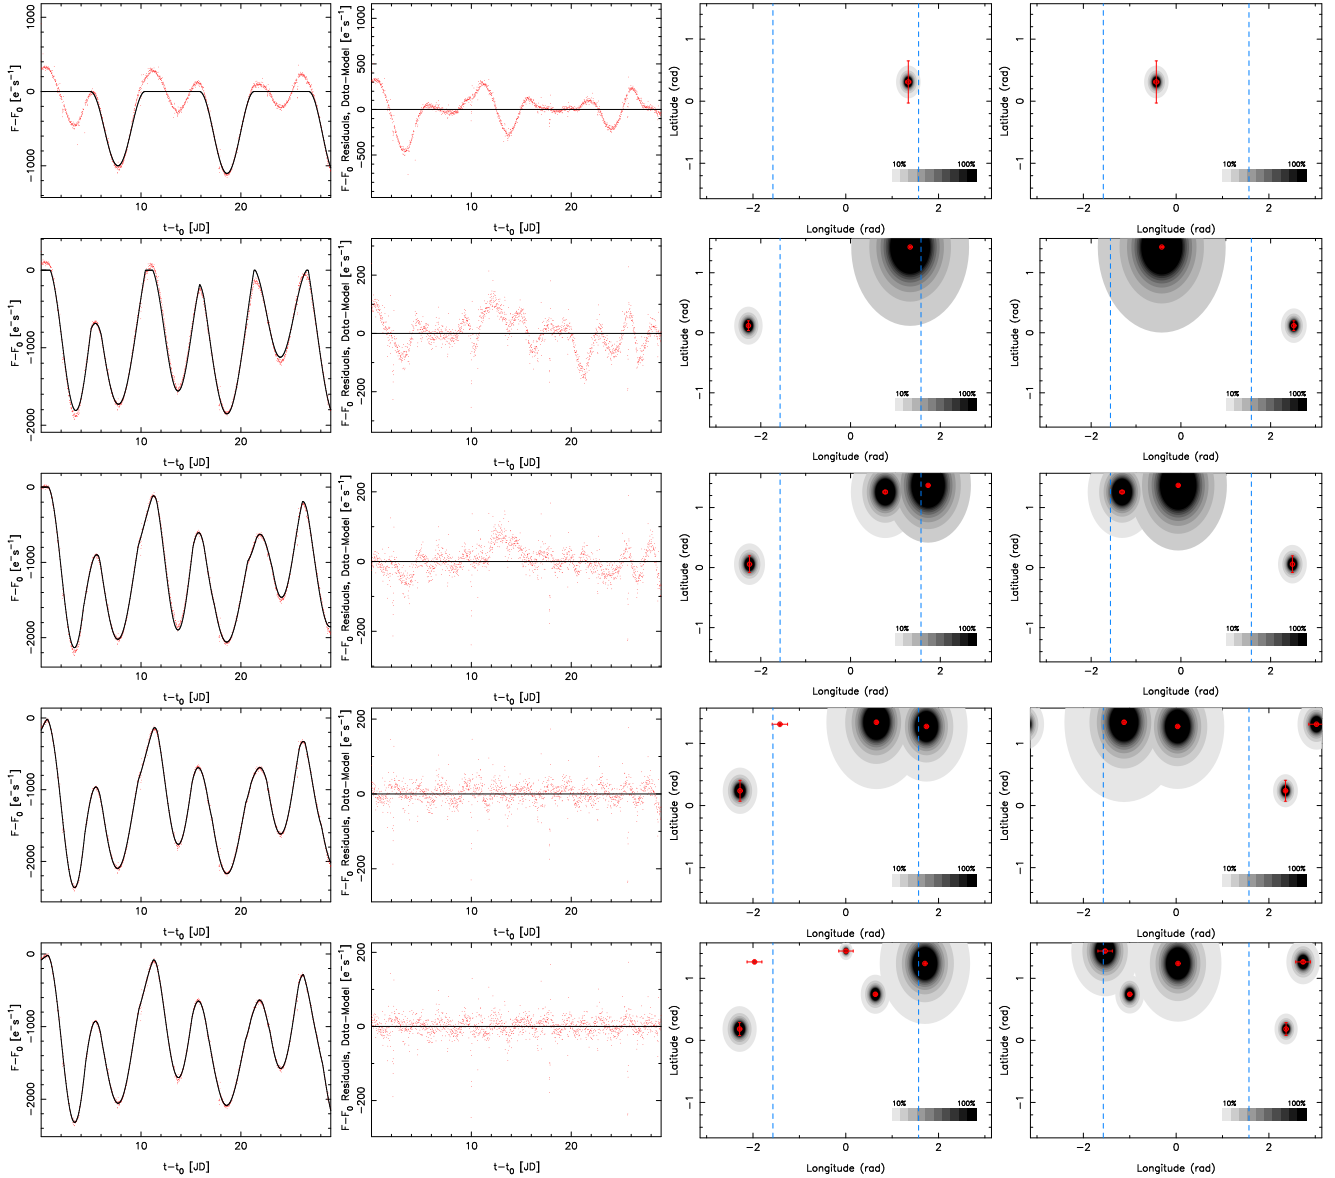 F−F₀ [e⁻s⁻¹]
1000
0
−1000
10 20
t−t₀ [JD]
F−F₀ Residuals, Data−Model [e⁻s⁻¹]
1000
500
0
−500
10 20
t−t₀ [JD]
Latitude (rad)
1
0
−1
10% 100%
−2 0 2
Longitude (rad)
Latitude (rad)
1
0
−1
10% 100%
−2 0 2
Longitude (rad)
F−F₀ [e⁻s⁻¹]
0
−1000
−2000
10 20
t−t₀ [JD]
F−F₀ Residuals, Data−Model [e⁻s⁻¹]
200
0
−200
10 20
t−t₀ [JD]
Latitude (rad)
1
0
−1
10% 100%
−2 0 2
Longitude (rad)
Latitude (rad)
1
0
−1
10% 100%
−2 0 2
Longitude (rad)
F−F₀ [e⁻s⁻¹]
0
−1000
−2000
10 20
t−t₀ [JD]
F−F₀ Residuals, Data−Model [e⁻s⁻¹]
200
0
−200
10 20
t−t₀ [JD]
Latitude (rad)
1
0
−1
10% 100%
−2 0 2
Longitude (rad)
Latitude (rad)
1
0
−1
10% 100%
−2 0 2
Longitude (rad)
F−F₀ [e⁻s⁻¹]
0
−1000
−2000
10 20
t−t₀ [JD]
F−F₀ Residuals, Data−Model [e⁻s⁻¹]
200
0
−200
10 20
t−t₀ [JD]
Latitude (rad)
1
0
−1
10% 100%
−2 0 2
Longitude (rad)
Latitude (rad)
1
0
−1
10% 100%
−2 0 2
Longitude (rad)
F−F₀ [e⁻s⁻¹]
0
−1000
−2000
10 20
t−t₀ [JD]
F−F₀ Residuals, Data−Model [e⁻s⁻¹]
200
0
−200
10 20
t−t₀ [JD]
Latitude (rad)
1
0
−1
10% 100%
−2 0 2
Longitude (rad)
Latitude (rad)
1
0
−1
10% 100%
−2 0 2
Longitude (rad)